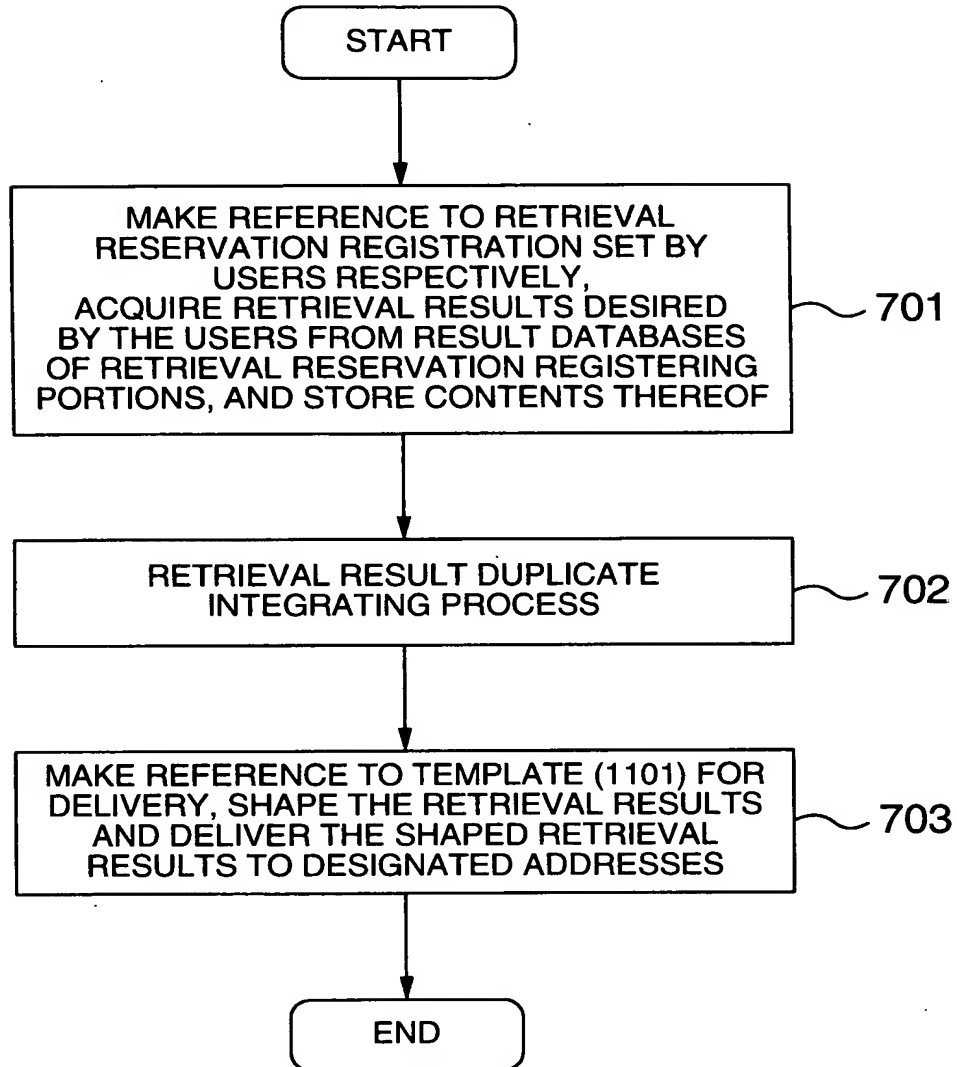 START
MAKE REFERENCE TO RETRIEVAL
RESERVATION REGISTRATION SET BY
USERS RESPECTIVELY,
ACQUIRE RETRIEVAL RESULTS DESIRED
BY THE USERS FROM RESULT DATABASES
OF RETRIEVAL RESERVATION REGISTERING
PORTIONS, AND STORE CONTENTS THEREOF
701
RETRIEVAL RESULT DUPLICATE
INTEGRATING PROCESS
702
MAKE REFERENCE TO TEMPLATE (1101) FOR
DELIVERY, SHAPE THE RETRIEVAL RESULTS
AND DELIVER THE SHAPED RETRIEVAL
RESULTS TO DESIGNATED ADDRESSES
703
END